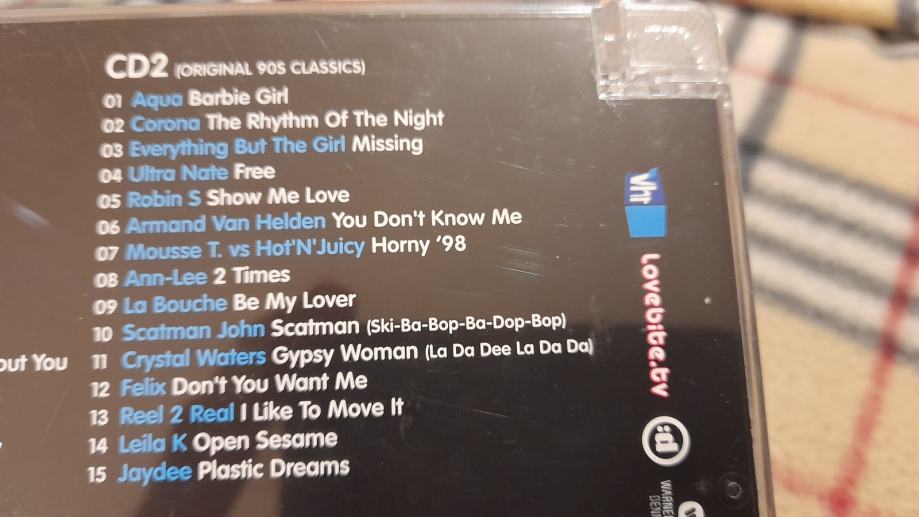 CD2 (ORIGINAL 90S CLASSICS)
01 Aqua Barbie Girl
02 Corona The Rhythm Of The Night
03 Everything But The Girl Missing
04 Ultra Nate Free
05 Robin S Show Me Love
06 Armand Van Helden You Don't Know Me
07 Mousse T. vs Hot'N'Juicy Horny '98
08 Ann-Lee 2 Times
09 La Bouche Be My Lover
10 Scatman John Scatman (Ski-Ba-Bop-Ba-Dop-Bop)
out You 11 Crystal Waters Gypsy Woman (La Da Dee La Da Da)
12 Felix Don't You Want Me
13 Reel 2 Real I Like To Move It
14 Leila K Open Sesame
15 Jaydee Plastic Dreams
Vh1
Lovebite.tv
:d
WARNER